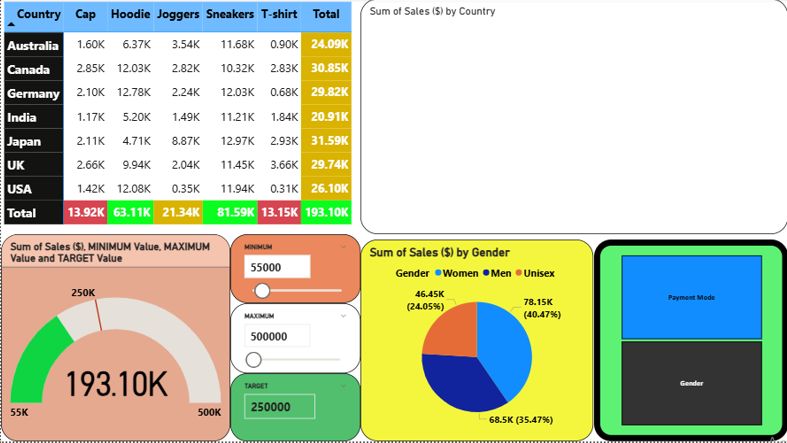 Country Cap Hoodie Joggers Sneakers T-shirt Total
Australia 1.60K 6.37K 3.54K 11.68K 0.90K 24.09K
Canada 2.85K 12.03K 2.82K 10.32K 2.83K 30.85K
Germany 2.10K 12.78K 2.24K 12.03K 0.68K 29.82K
India 1.17K 5.20K 1.49K 11.21K 1.84K 20.91K
Japan 2.11K 4.71K 8.87K 12.97K 2.93K 31.59K
UK 2.66K 9.94K 2.04K 11.45K 3.66K 29.74K
USA 1.42K 12.08K 0.35K 11.94K 0.31K 26.10K
Total 13.92K 63.11K 21.34K 81.59K 13.15K 193.10K
Sum of Sales ($) by Country
Sum of Sales ($), MINIMUM Value, MAXIMUM
Value and TARGET Value
250K
193.10K
55K
500K
MINIMUM
55000
MAXIMUM
500000
TARGET
250000
Sum of Sales ($) by Gender
Gender Women Men Unisex
46.45K
(24.05%)
78.15K
(40.47%)
68.5K (35.47%)
Payment Mode
Gender